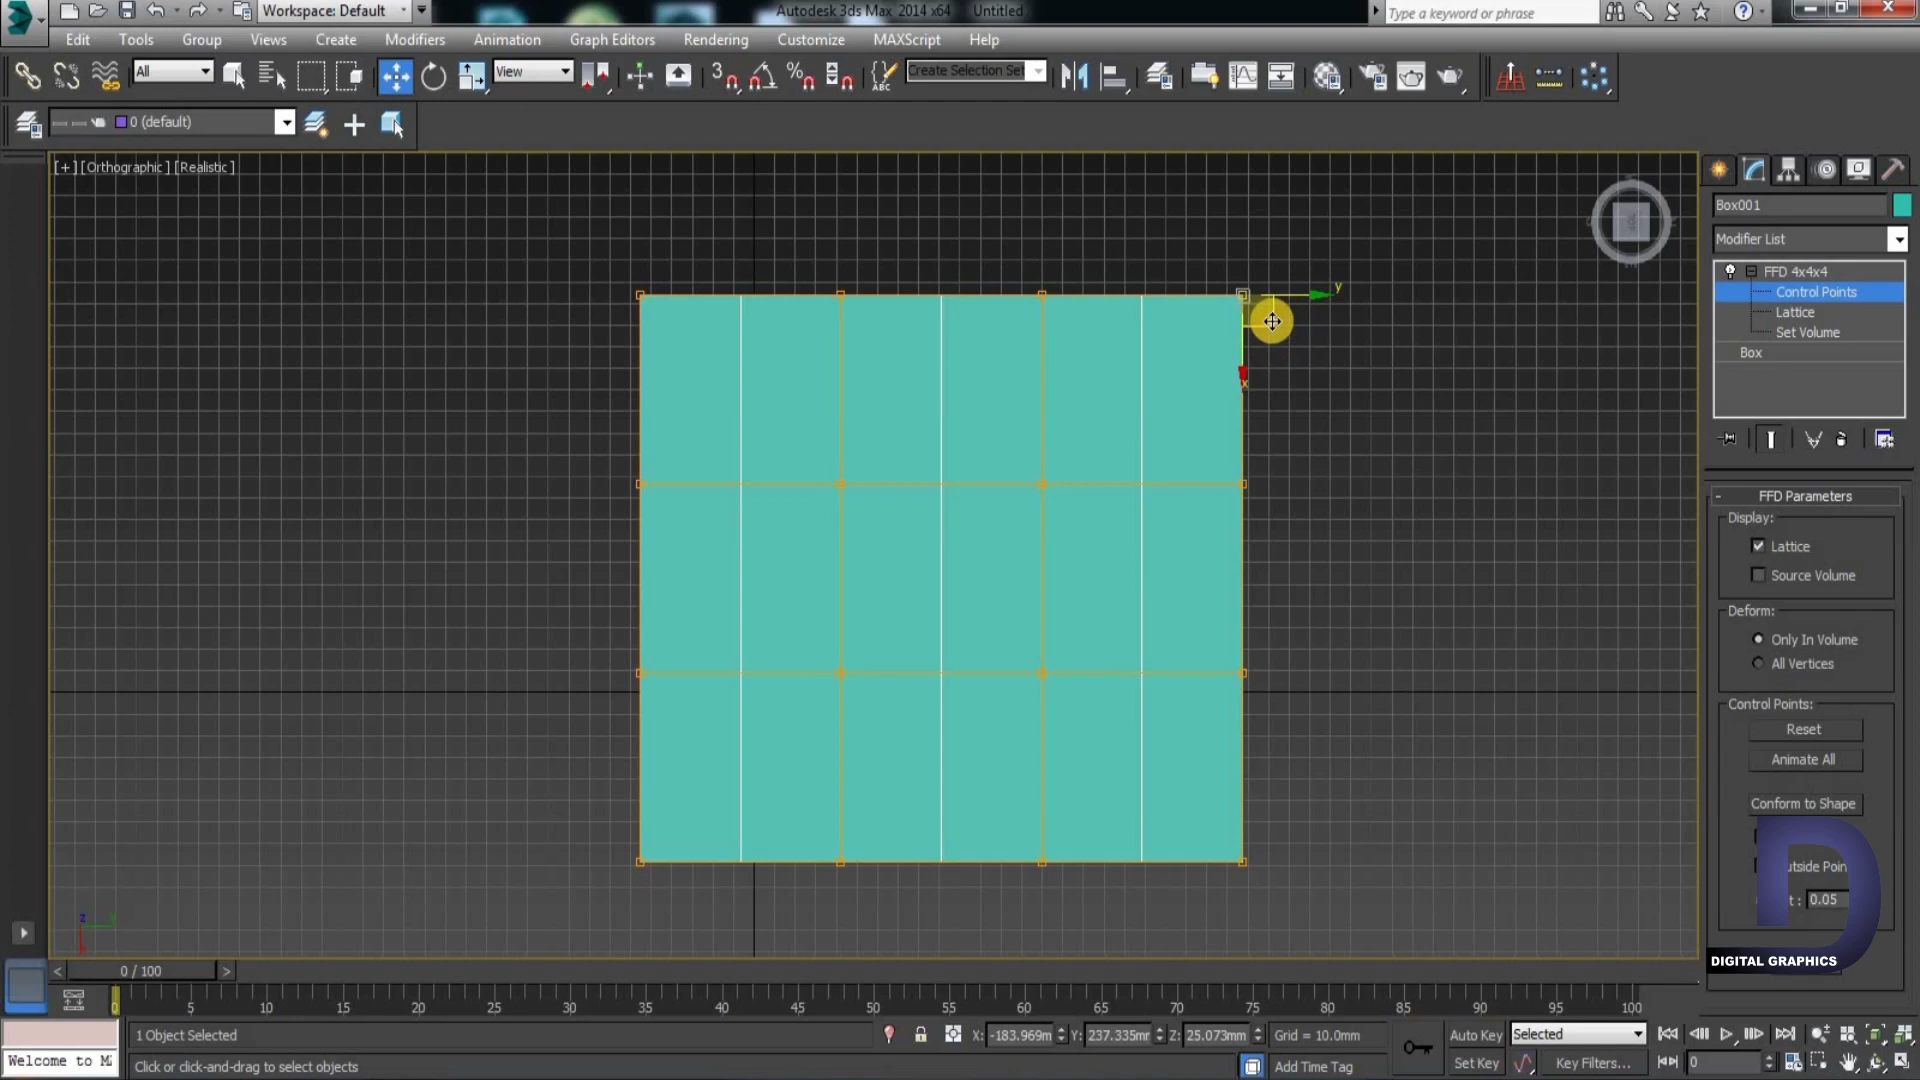 Workspace: Default
Autodesk 3ds Max 2014 x64 Untitled
Type a keyword or phrase
Edit Tools Group Views Create Modifiers Animation Graph Editors Rendering Customize MAXScript Help
All
View
3
ABC
Create Selection Set
0 (default)
[+] [Orthographic] [Realistic]
Box001
Modifier List
FFD 4x4x4
Control Points
Lattice
Set Volume
Box
y
x
- FFD Parameters
Display:
Lattice
Source Volume
Deform:
Only In Volume
All Vertices
Control Points:
Reset
Animate All
Conform to Shape
utside Poin
t : 0.05
DIGITAL GRAPHICS
z
< 0 / 100 >
0 5 10 15 20 25 30 35 40 45 50 55 60 65 70 75 80 85 90 95 100
1 Object Selected
X: -183.969m Y: 237.335mr Z: 25.073mm Grid = 10.0mm
Auto Key Selected
Welcome to M
Click or click-and-drag to select objects
Add Time Tag
Set Key Key Filters...
0